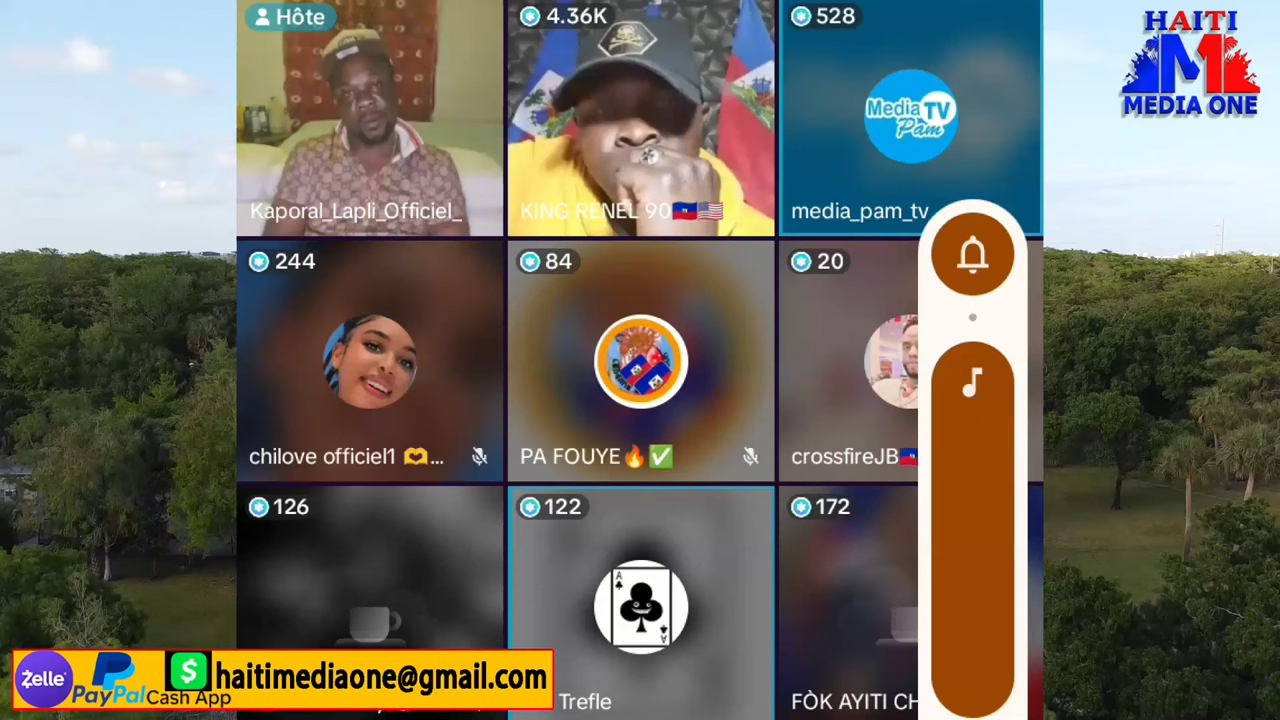 Hôte
4.36K
528
HAITI
M
MEDIA ONE
Media TV
Pam
Kaporal_Lapli_Officiel_
KING RENEL 90🇭🇹🇺🇸
media_pam_tv
244
84
20
chilove officiel1 🫶...
PA FOUYE🔥✅
crossfireJB🇭🇹
126
122
172
A
A
Trefle
FÒK AYITI CH
Zelle
PayPal
$
Cash App
haitimediaone@gmail.com